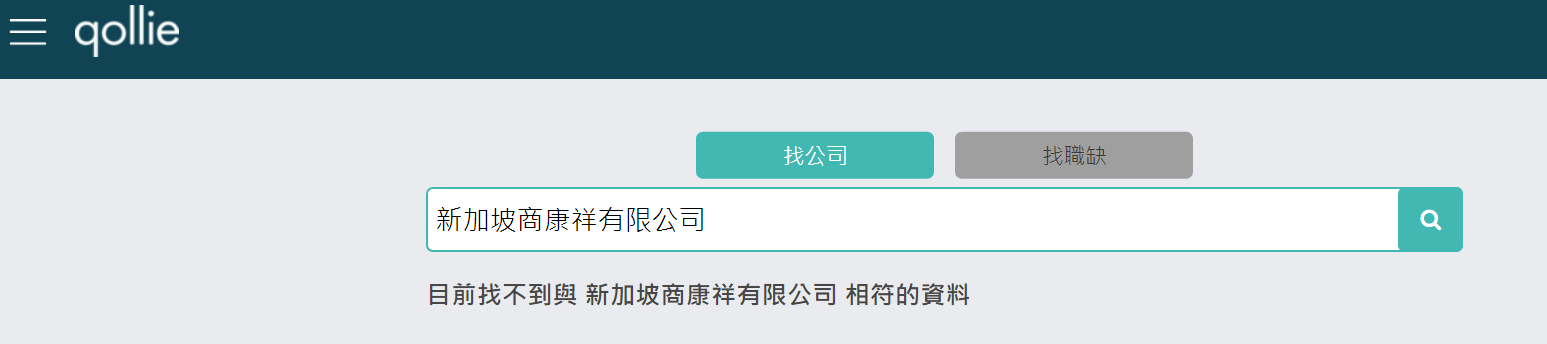 qollie
找公司
找職缺
新加坡商康祥有限公司
目前找不到與 新加坡商康祥有限公司 相符的資料